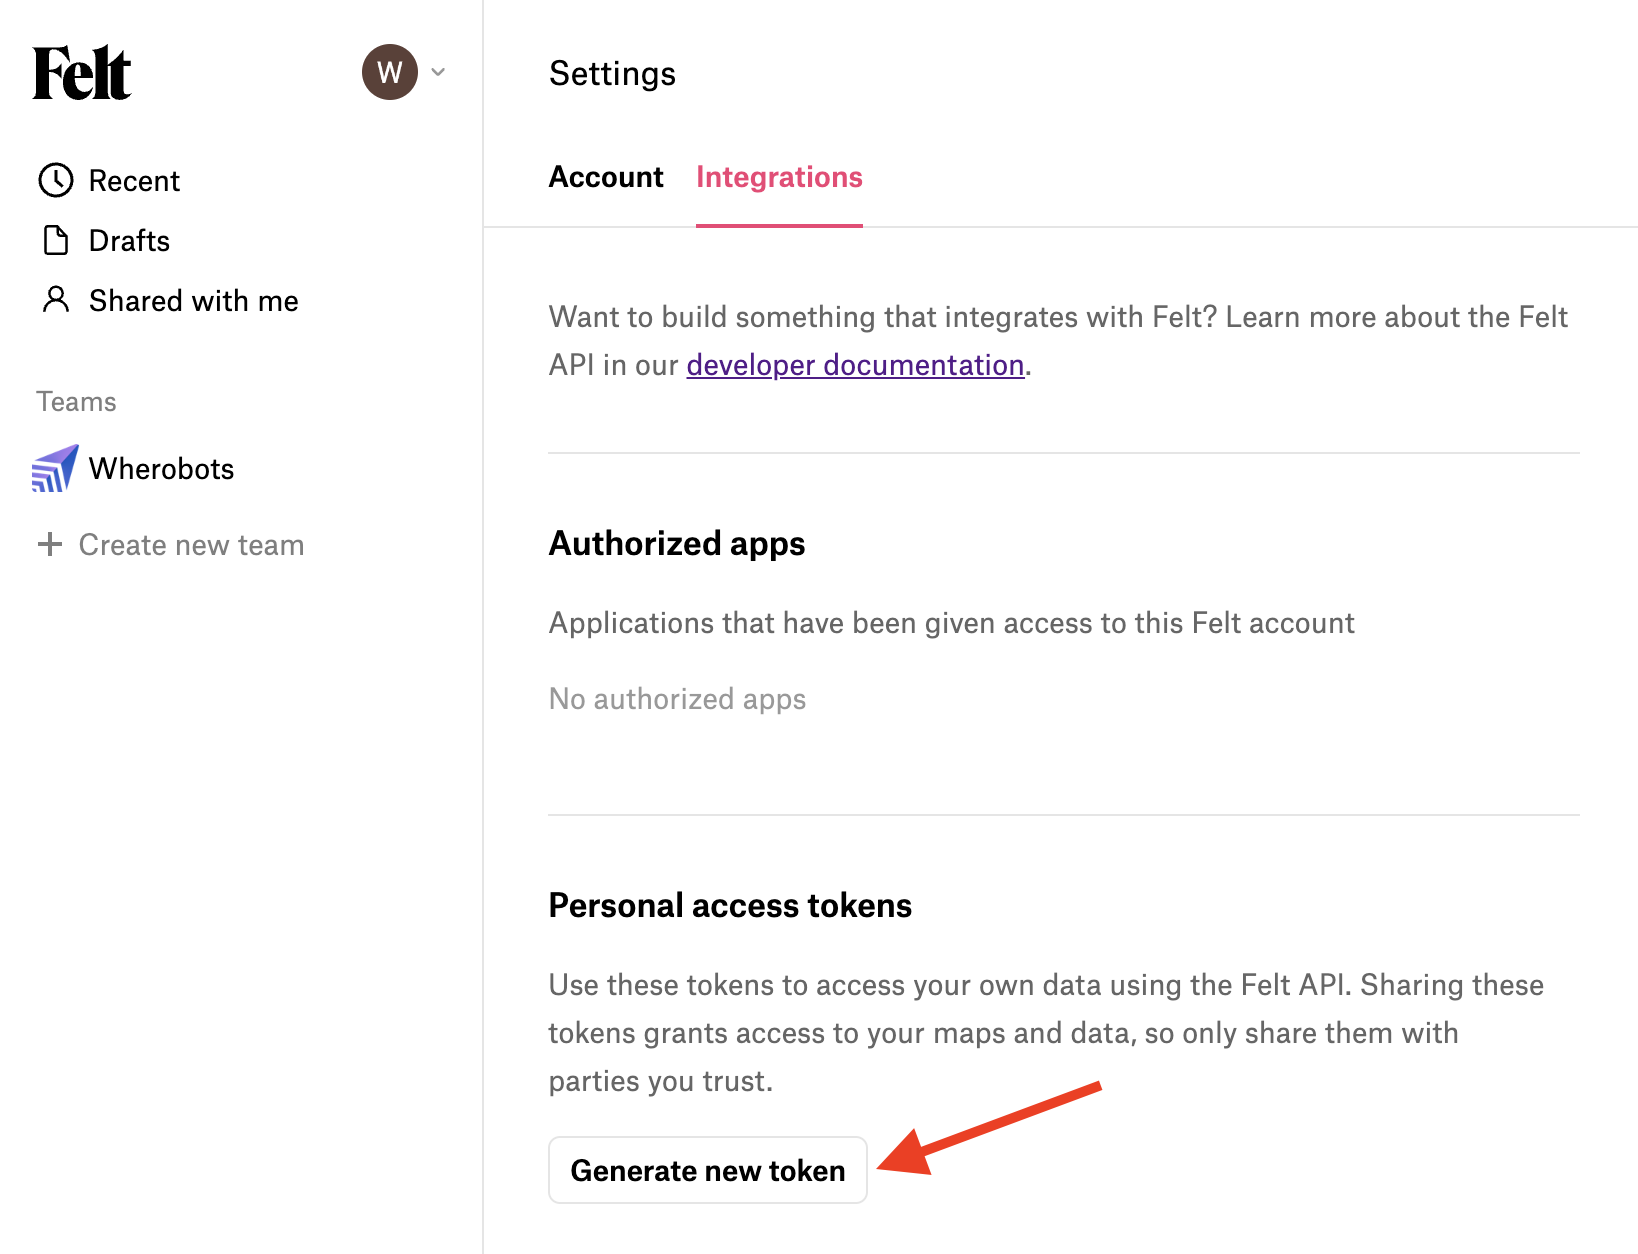 Felt
W
Recent
Drafts
Shared with me
Teams
Wherobots
Create new team
Settings
Account Integrations
Want to build something that integrates with Felt? Learn more about the Felt
API in our developer documentation.
Authorized apps
Applications that have been given access to this Felt account
No authorized apps
Personal access tokens
Use these tokens to access your own data using the Felt API. Sharing these
tokens grants access to your maps and data, so only share them with
parties you trust.
Generate new token